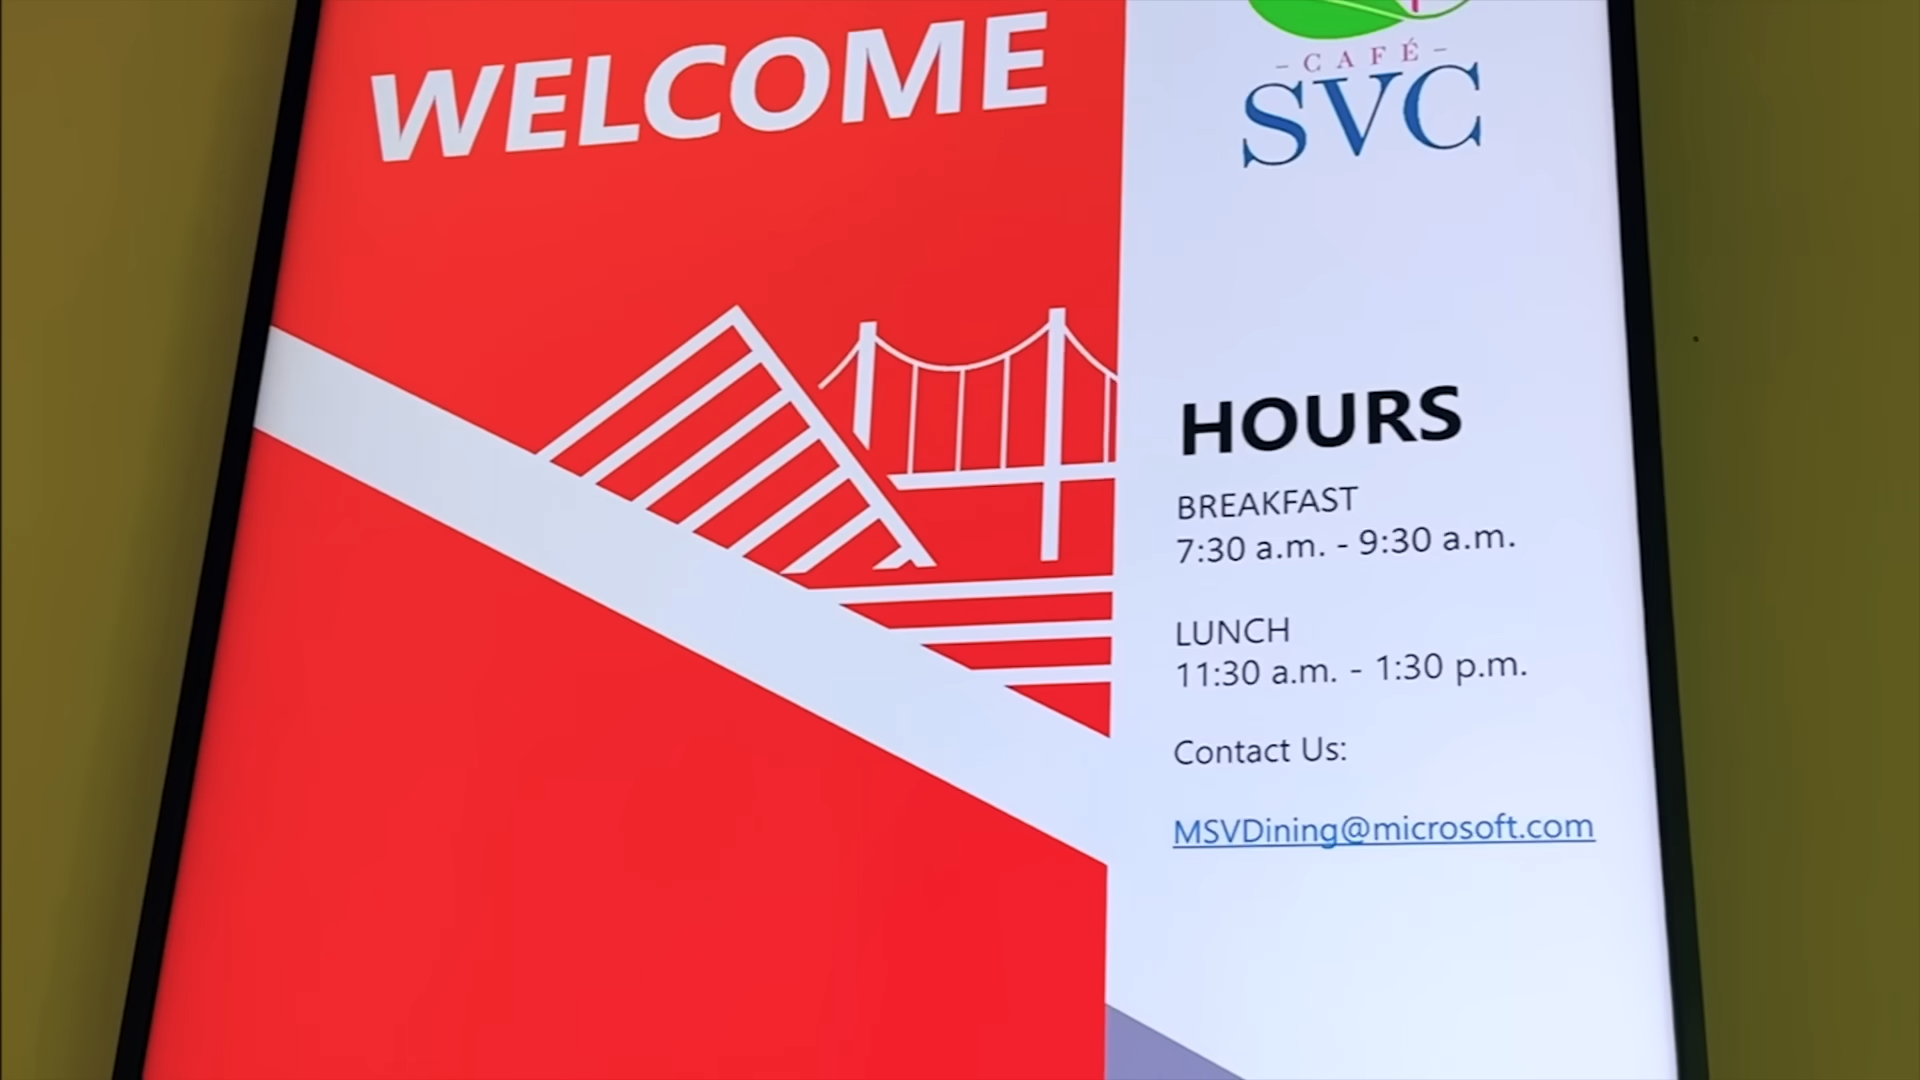 WELCOME
- CAFÉ -
SVC
HOURS
BREAKFAST
7:30 a.m. - 9:30 a.m.
LUNCH
11:30 a.m. - 1:30 p.m.
Contact Us:
MSVDining@microsoft.com